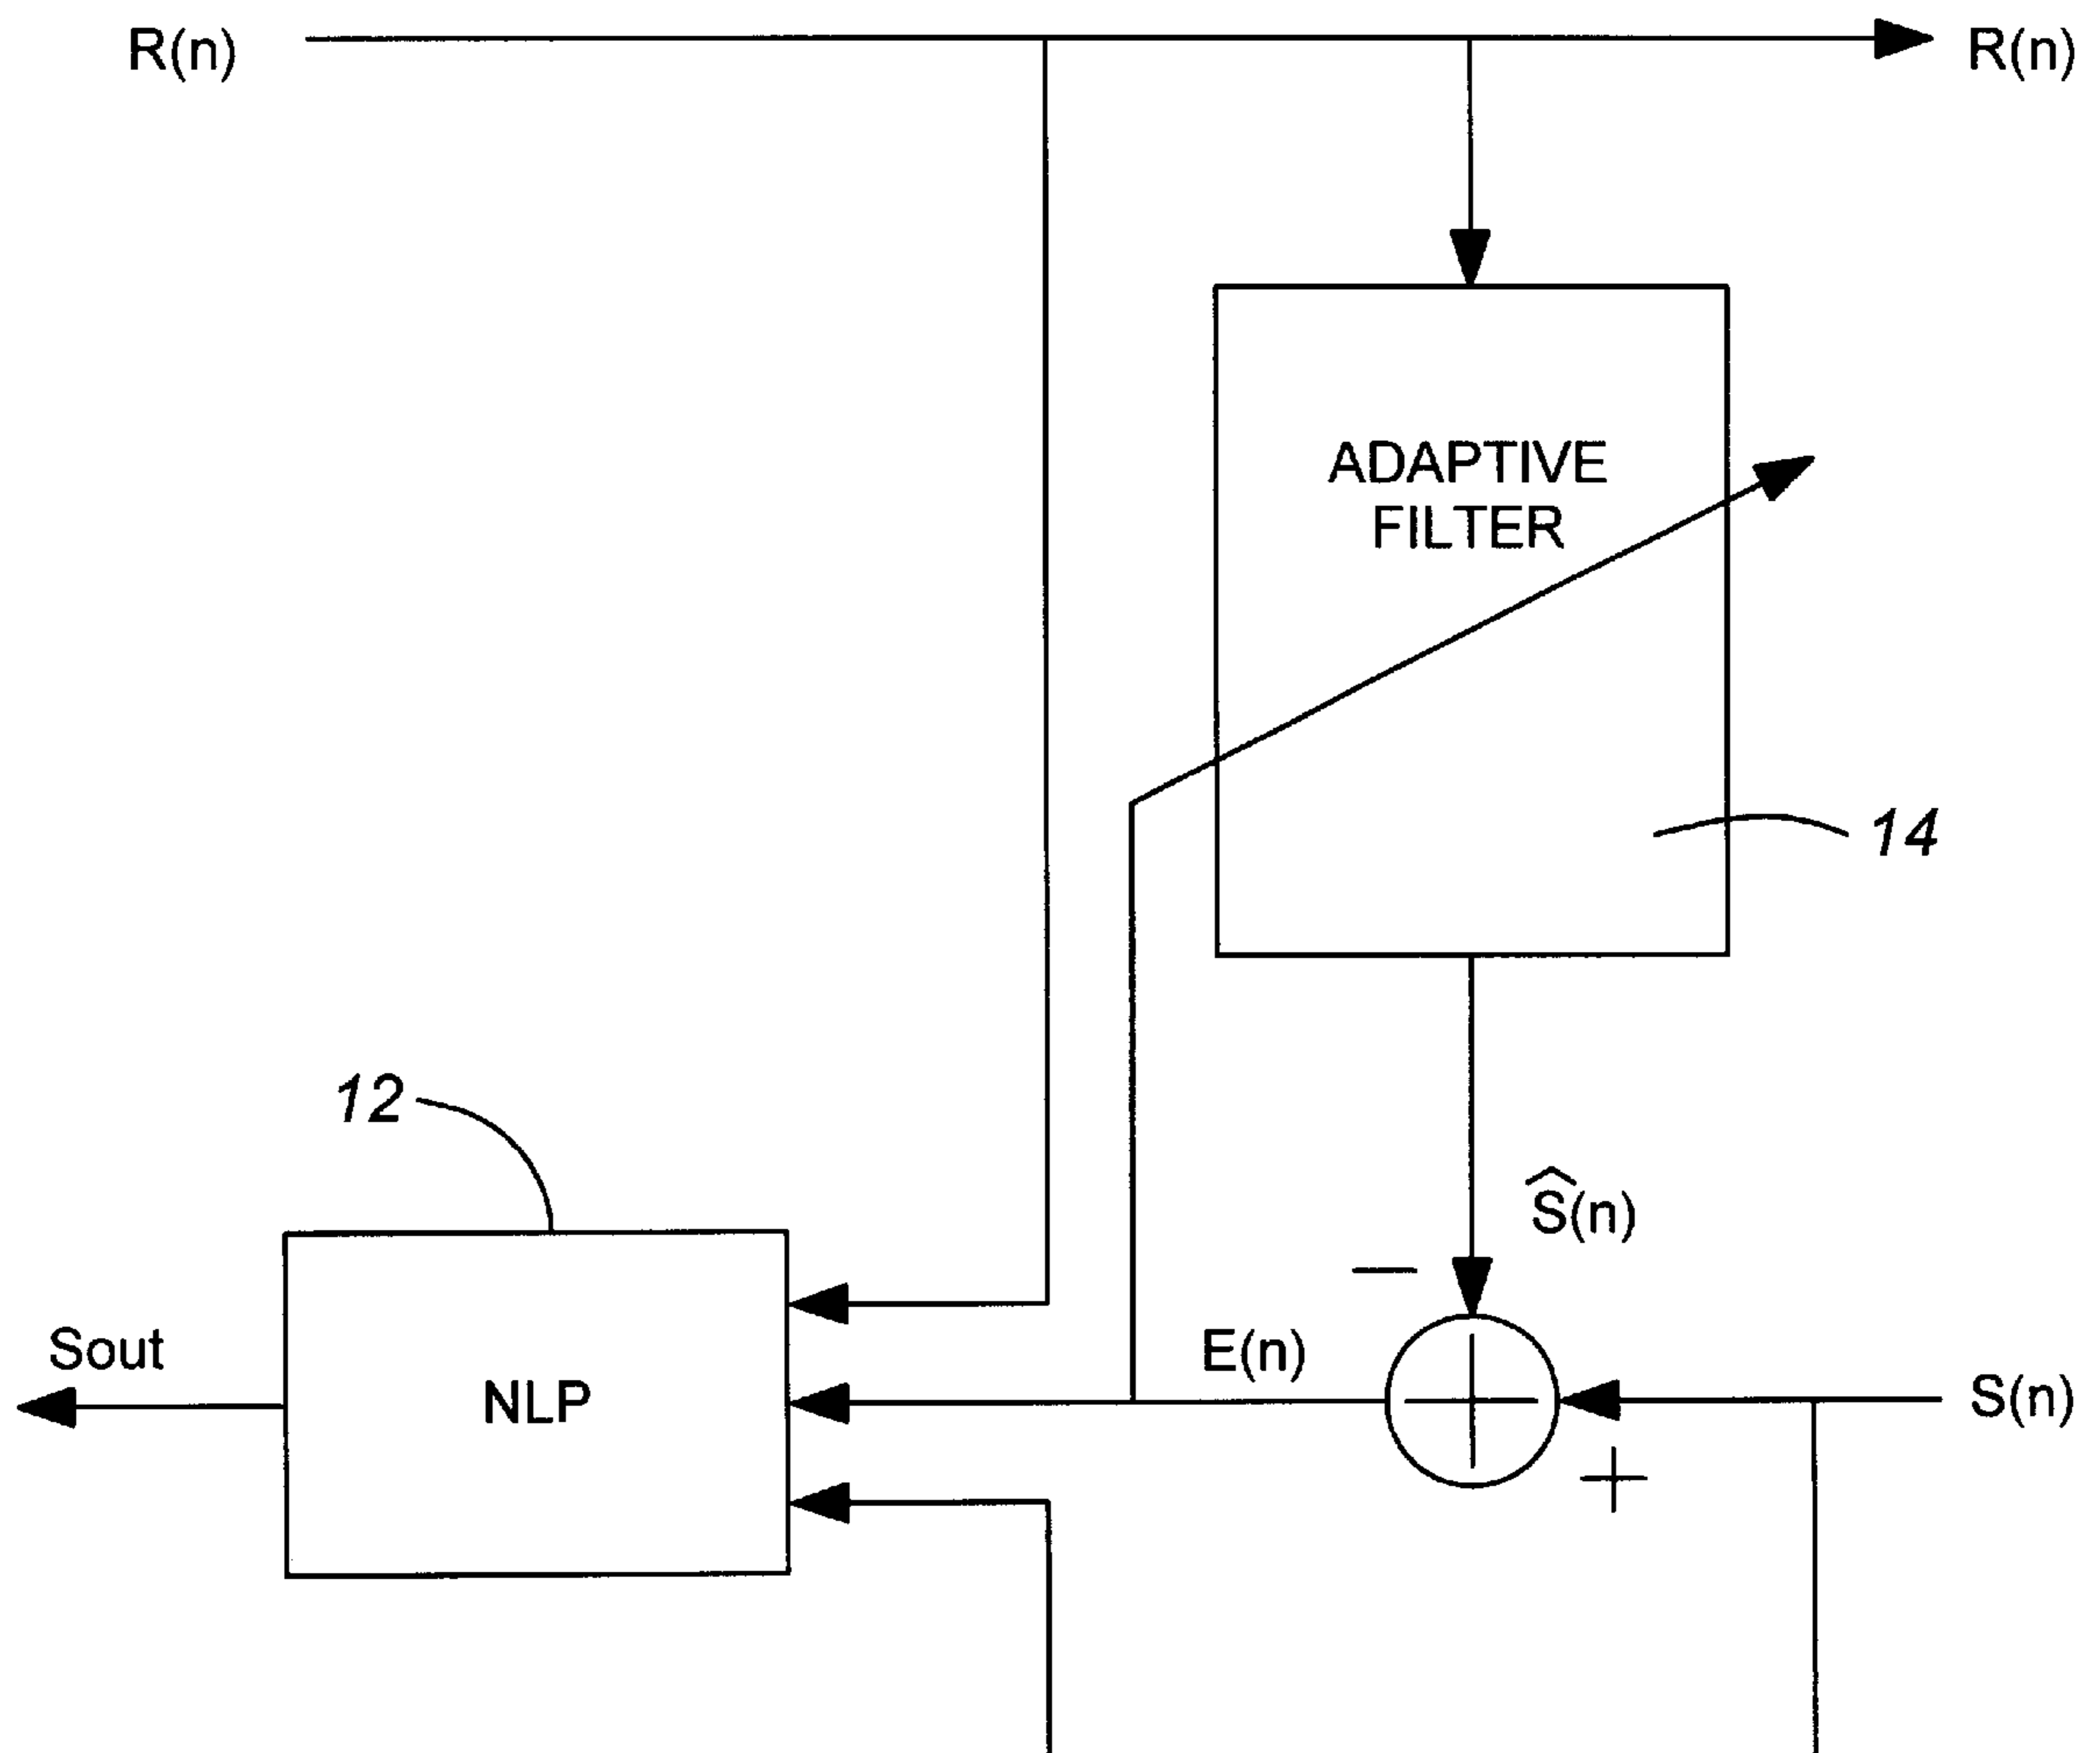 R(n)
R(n)
ADAPTIVE
FILTER
14
12
Ŝ(n)
−
Sout
NLP
E(n)
S(n)
+